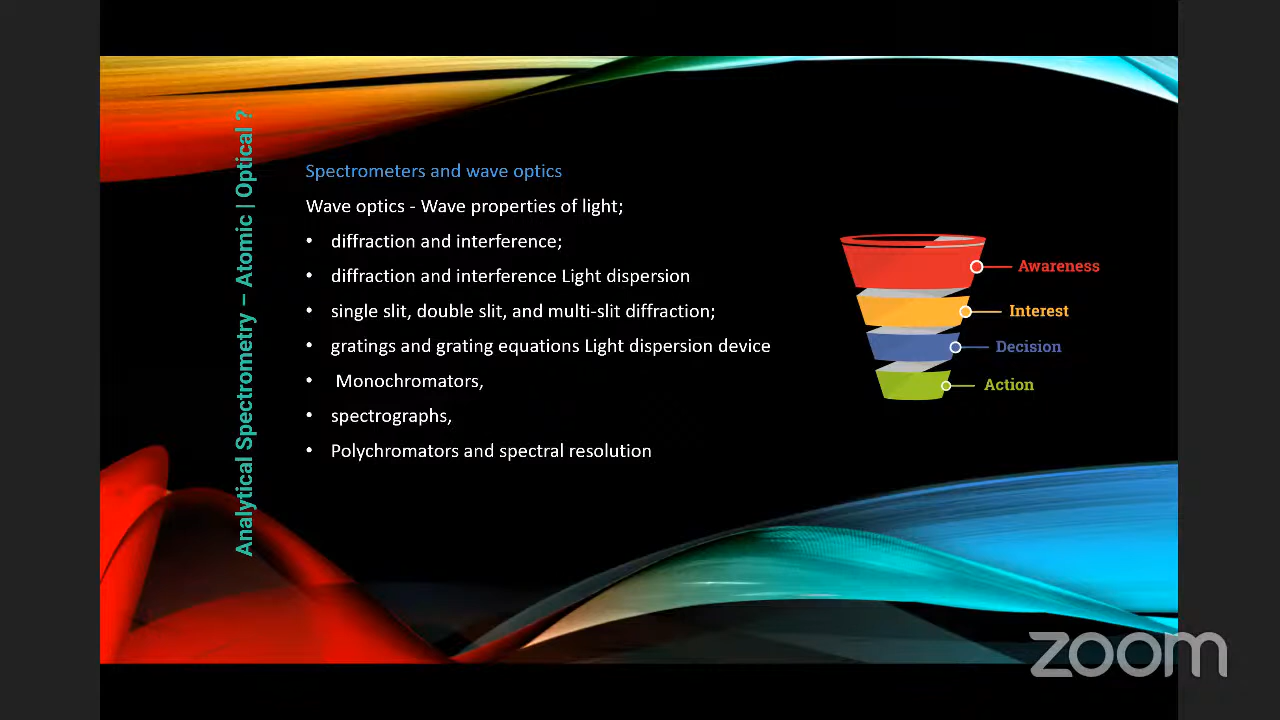 Analytical Spectrometry – Atomic | Optical ?
Spectrometers and wave optics
Wave optics - Wave properties of light;
• diffraction and interference;
• diffraction and interference Light dispersion
• single slit, double slit, and multi-slit diffraction;
• gratings and grating equations Light dispersion device
• Monochromators,
• spectrographs,
• Polychromators and spectral resolution
Awareness
Interest
Decision
Action
zoom